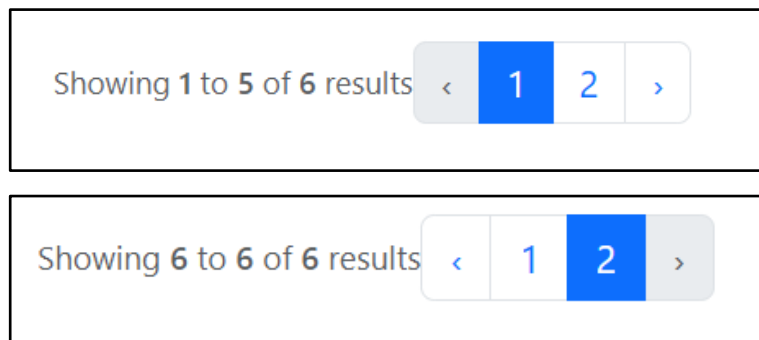 Showing 1 to 5 of 6 results ‹ 1 2 ›
Showing 6 to 6 of 6 results ‹ 1 2 ›